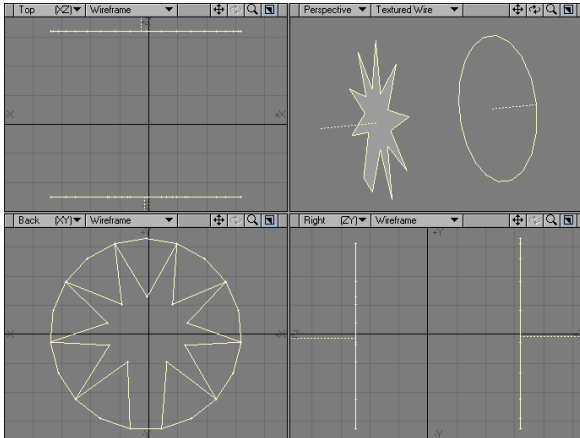 Top (XZ) Wireframe
Perspective Textured Wire
+X
Back (XY) Wireframe
Right (ZY) Wireframe
+Y
+Y
-Y
-Y